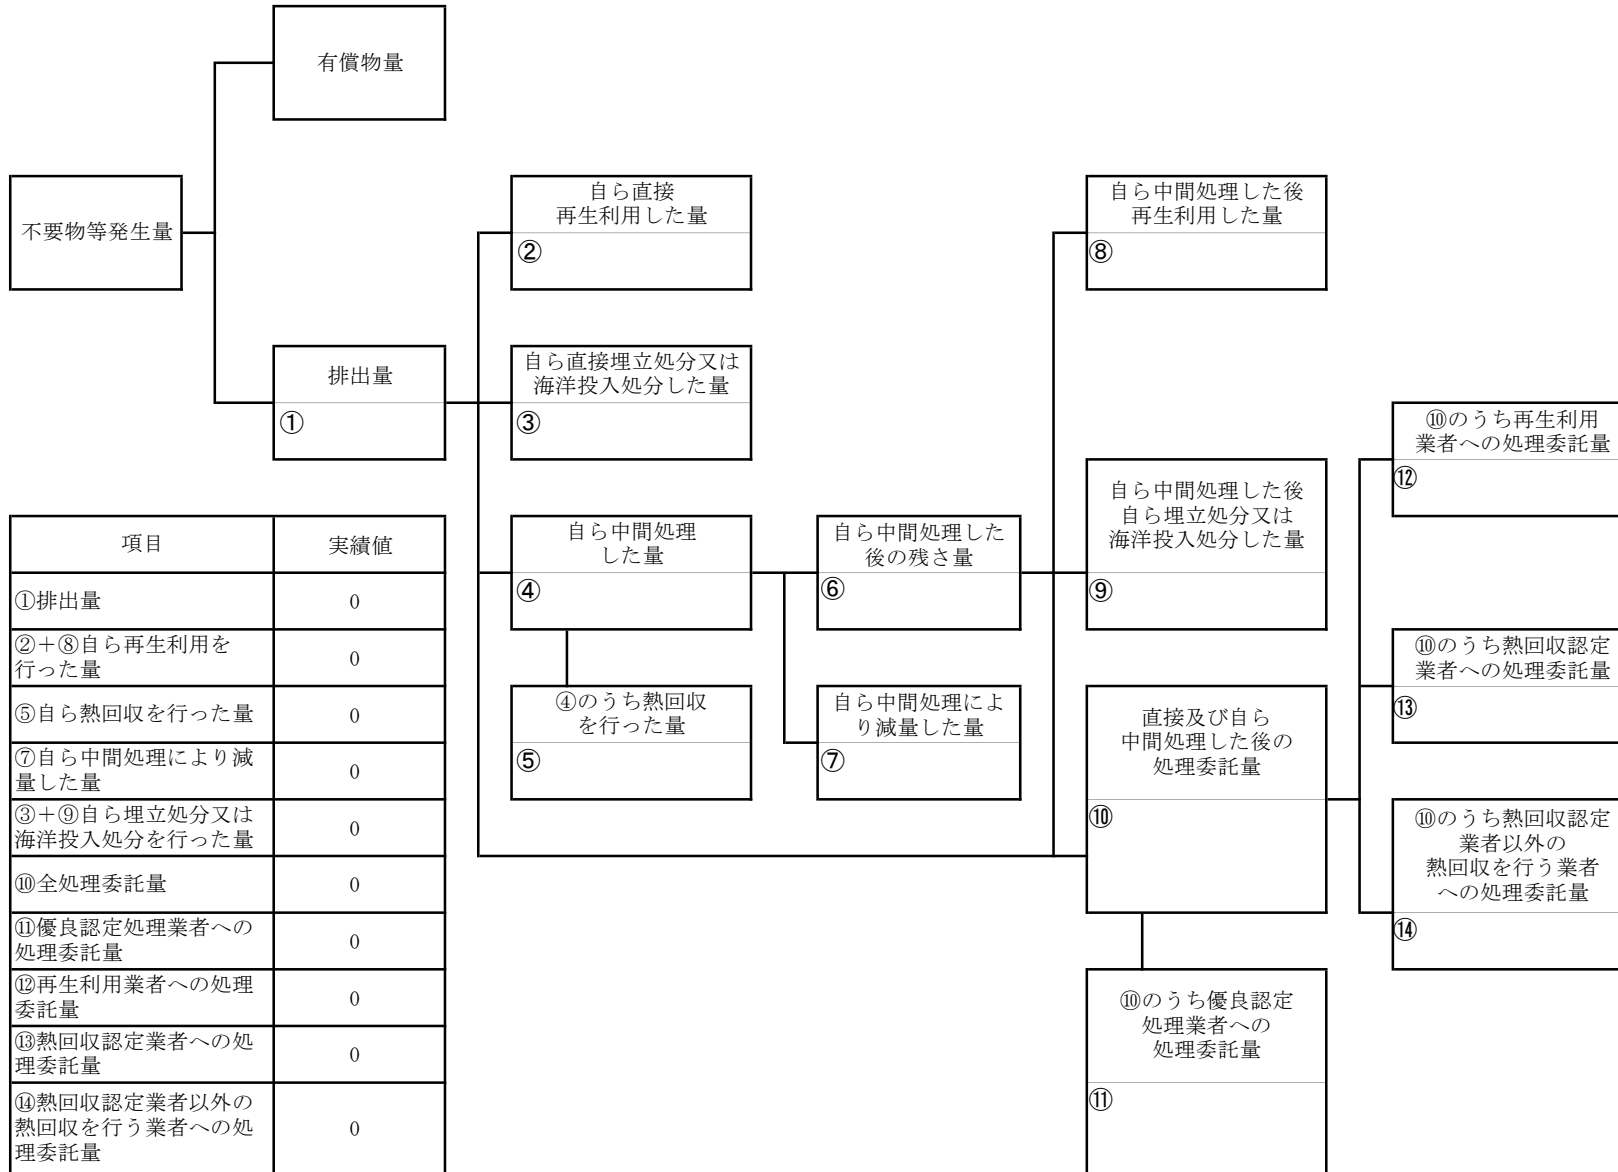 有償物量
不要物等発生量
自ら直接
再生利用した量
②
自ら中間処理した後
再生利用した量
⑧
排出量
①
自ら直接埋立処分又は
海洋投入処分した量
③
⑩のうち再生利用
業者への処理委託量
⑫
自ら中間処理した後
自ら埋立処分又は
海洋投入処分した量
⑨
自ら中間処理
した量
④
自ら中間処理した
後の残さ量
⑥
④のうち熱回収
を行った量
⑤
自ら中間処理によ
り減量した量
⑦
直接及び自ら
中間処理した後の
処理委託量
⑩
⑩のうち熱回収認定
業者への処理委託量
⑬
⑩のうち熱回収認定
業者以外の
熱回収を行う業者
への処理委託量
⑭
⑩のうち優良認定
処理業者への
処理委託量
⑪
項目 実績値
①排出量 0
②+⑧自ら再生利用を
行った量 0
⑤自ら熱回収を行った量 0
⑦自ら中間処理により減
量した量 0
③+⑨自ら埋立処分又は
海洋投入処分を行った量 0
⑩全処理委託量 0
⑪優良認定処理業者への
処理委託量 0
⑫再生利用業者への処理
委託量 0
⑬熱回収認定業者への処
理委託量 0
⑭熱回収認定業者以外の
熱回収を行う業者への処 0
理委託量